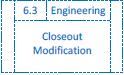 6.3 Engineering
Closeout
Modification